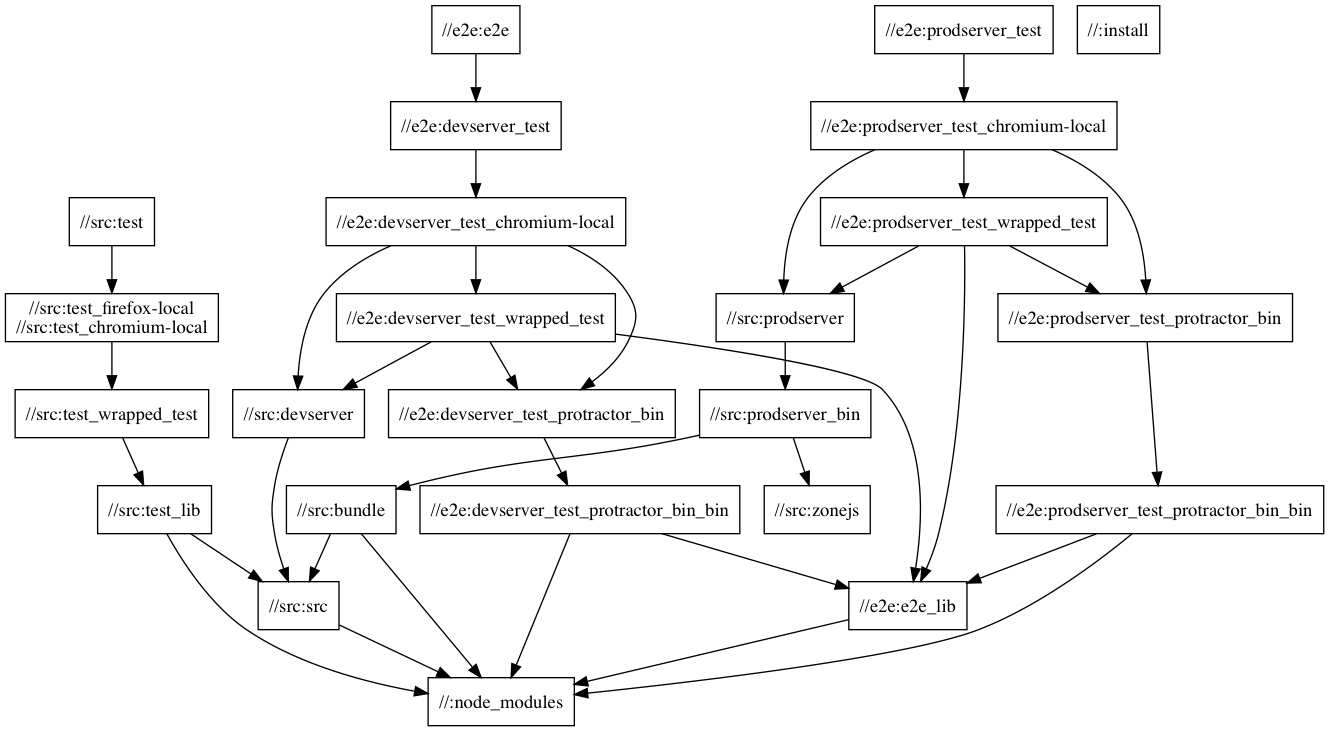 //e2e:e2e
//e2e:prodserver_test
//:install
//e2e:devserver_test
//e2e:prodserver_test_chromium-local
//src:test
//e2e:devserver_test_chromium-local
//e2e:prodserver_test_wrapped_test
//src:test_firefox-local
//src:test_chromium-local
//e2e:devserver_test_wrapped_test
//src:prodserver
//e2e:prodserver_test_protractor_bin
//src:test_wrapped_test
//src:devserver
//e2e:devserver_test_protractor_bin
//src:prodserver_bin
//src:test_lib
//src:bundle
//e2e:devserver_test_protractor_bin_bin
//src:zonejs
//e2e:prodserver_test_protractor_bin_bin
//src:src
//e2e:e2e_lib
//:node_modules